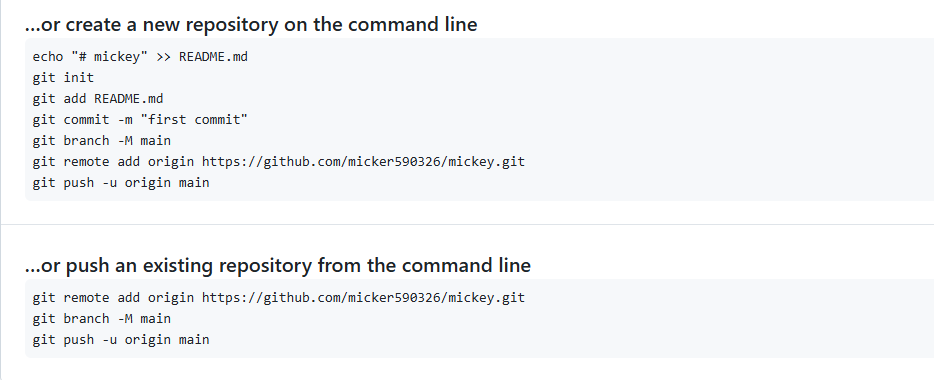 ...or create a new repository on the command line
echo "# mickey" >> README.md
git init
git add README.md
git commit -m "first commit"
git branch -M main
git remote add origin https://github.com/micker590326/mickey.git
git push -u origin main
...or push an existing repository from the command line
git remote add origin https://github.com/micker590326/mickey.git
git branch -M main
git push -u origin main